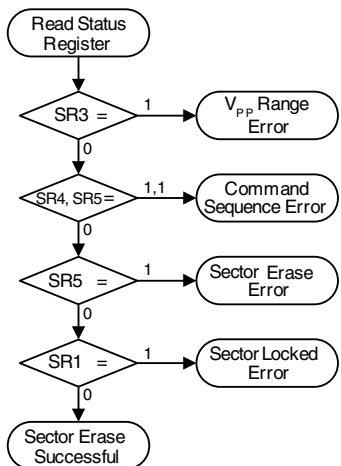 Read Status
Register
SR3 =
1
V_PP Range
Error
0
SR4, SR5=
1,1
Command
Sequence Error
0
SR5 =
1
Sector Erase
Error
0
SR1 =
1
Sector Locked
Error
0
Sector Erase
Successful